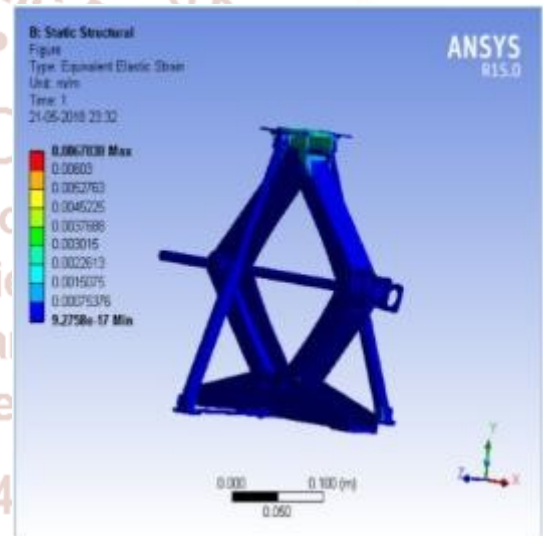 B: Static Structural
Figure
Type: Equivalent Elastic Strain
Unit: m/m
Time: 1
21-05-2018 23:32
ANSYS
R15.0
0.0067838 Max
0.00603
0.0052763
0.0045225
0.0037688
0.003015
0.0022613
0.0015075
0.00075376
9.2758e-17 Min
Y
Z
X
0.000
0.100 (m)
0.050